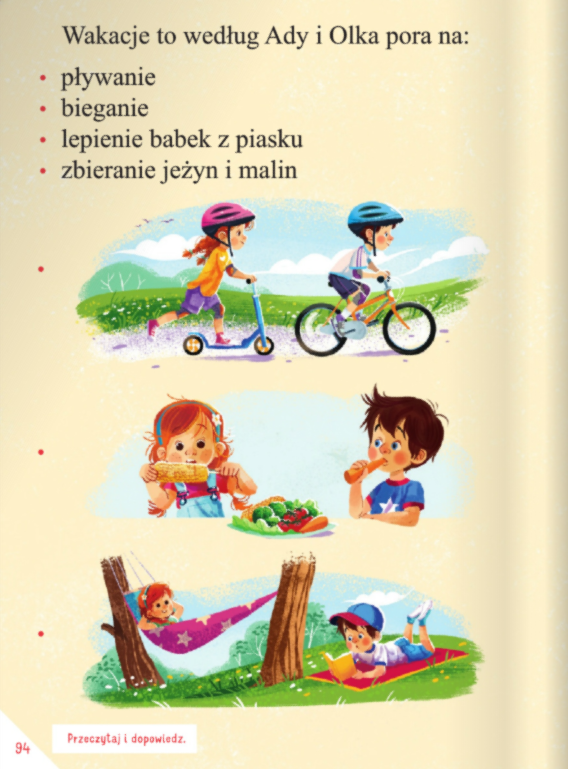 Wakacje to według Ady i Olka pora na:
• pływanie
• bieganie
• lepienie babek z piasku
• zbieranie jeżyn i malin
•
•
•
94
Przeczytaj i dopowiedz.